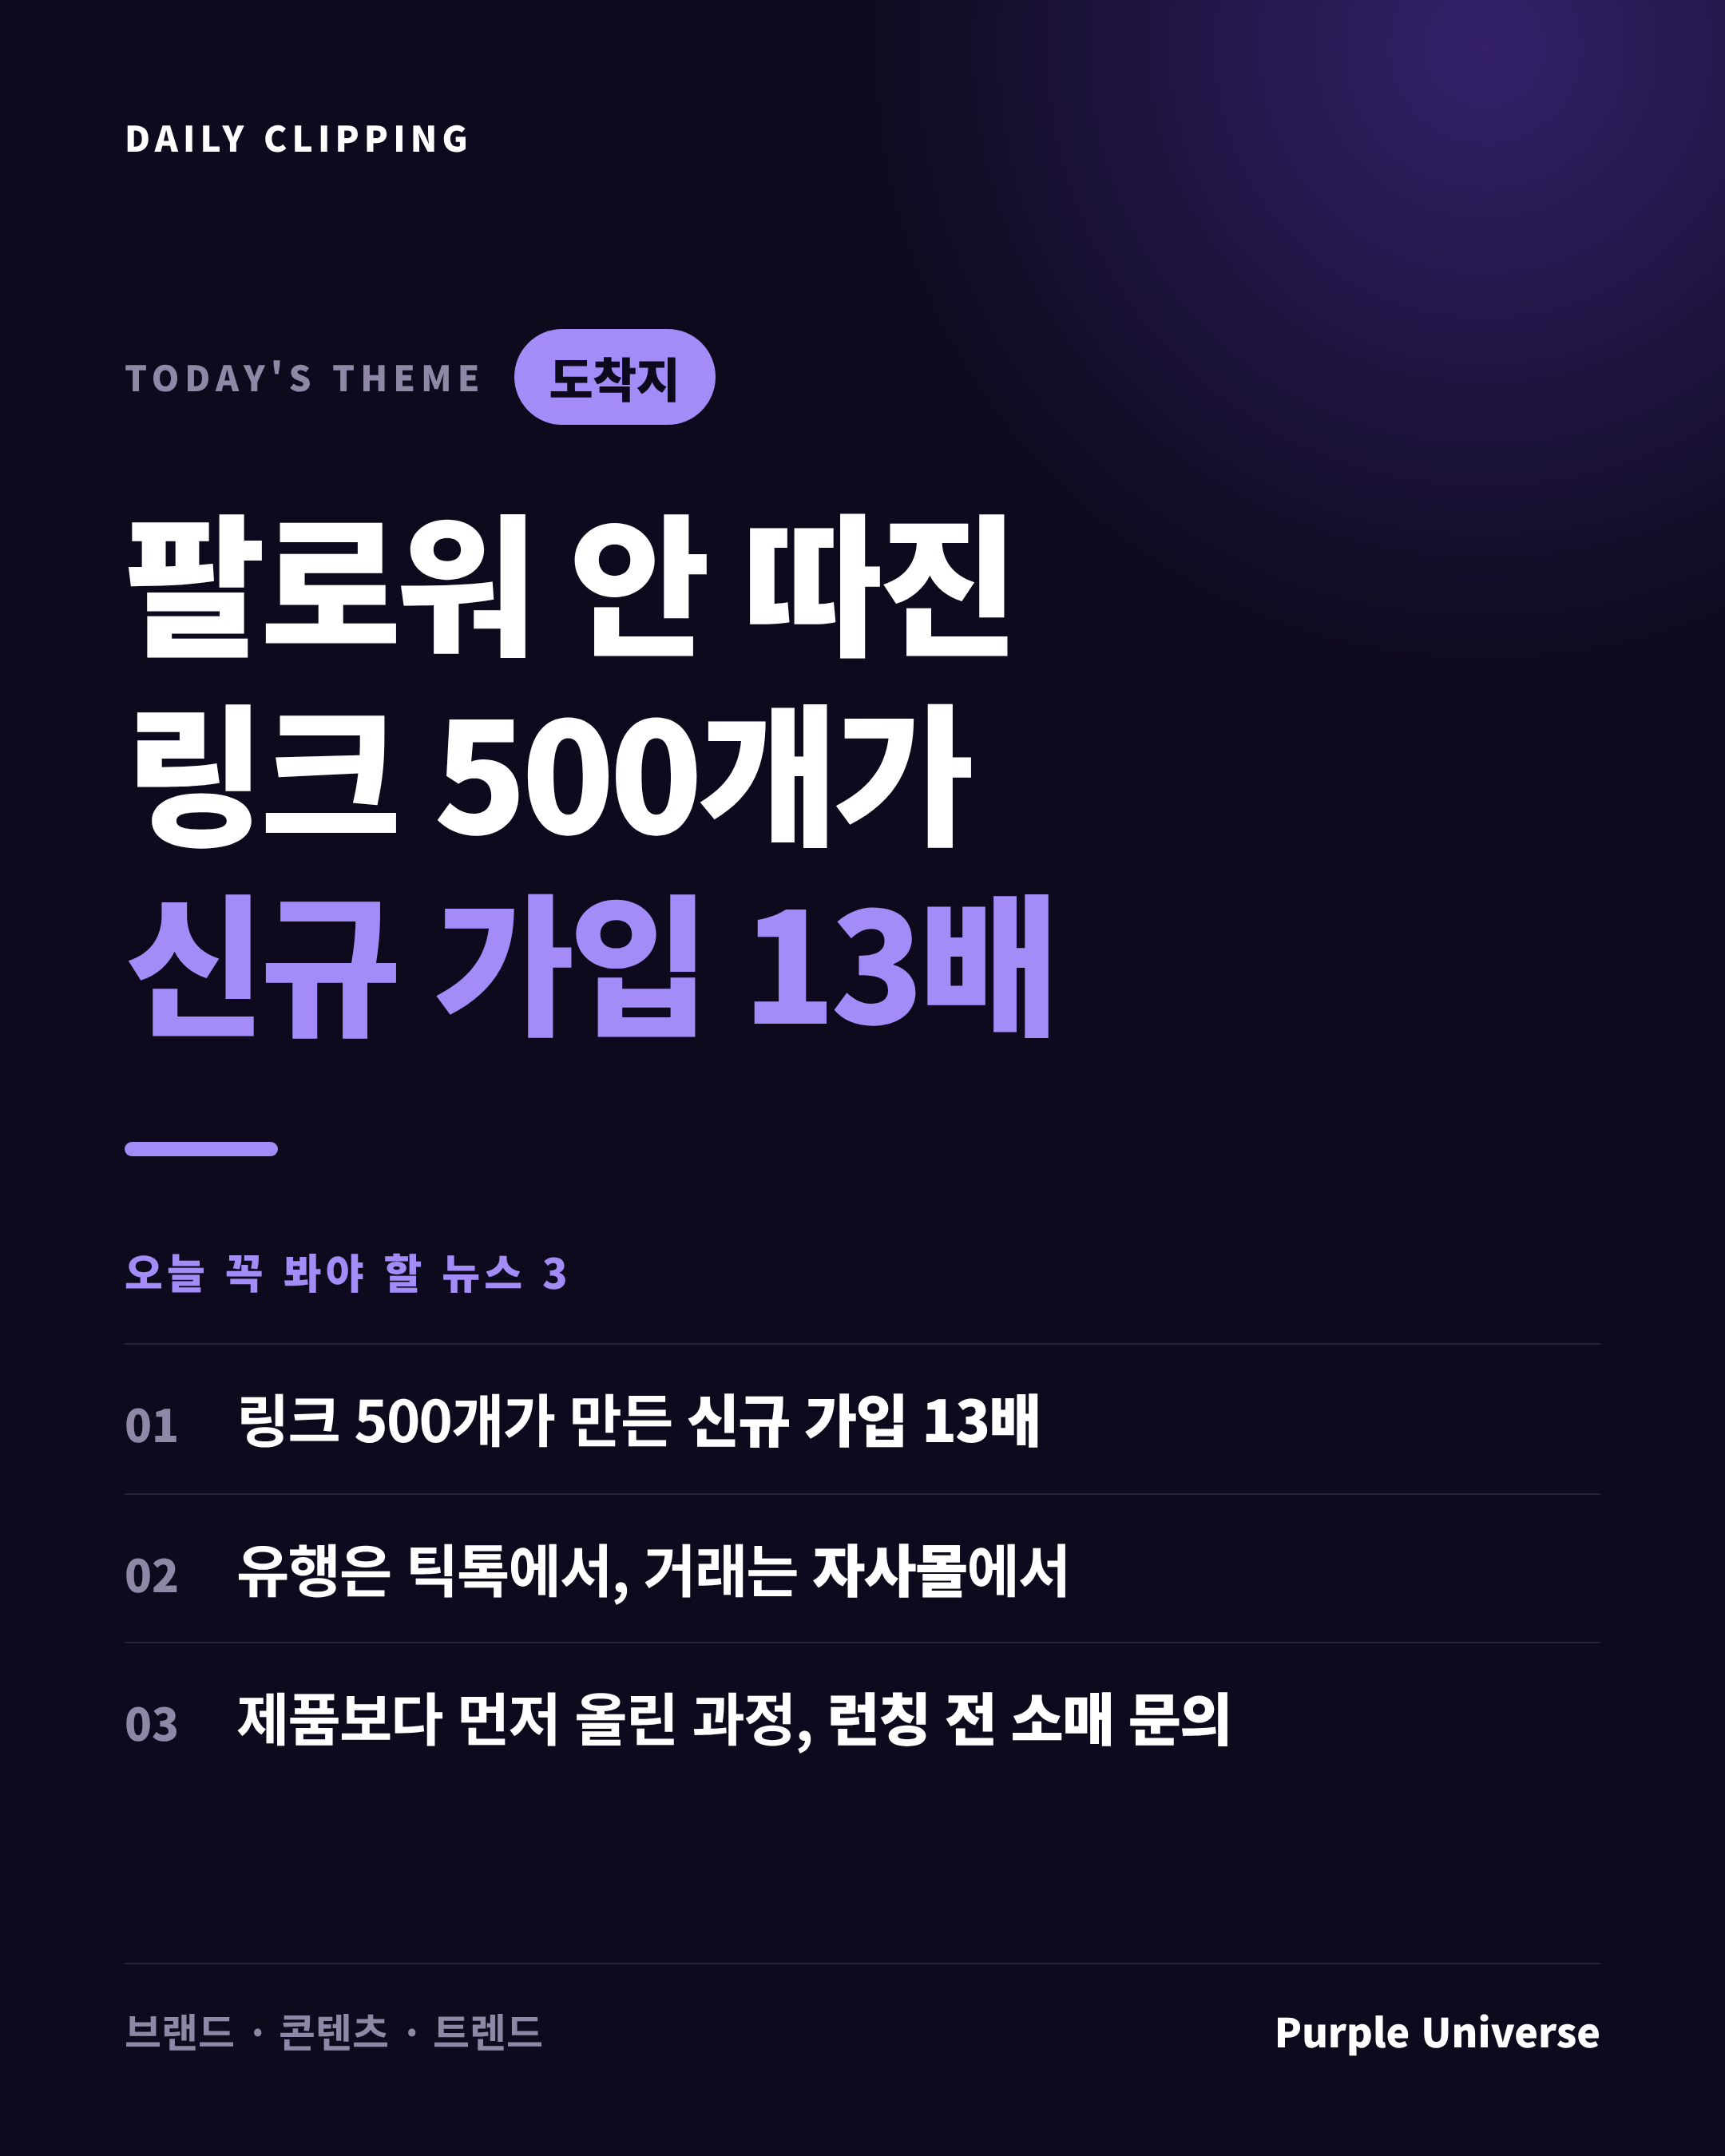 DAILY CLIPPING
TODAY'S THEME 도착지
팔로워 안 따진
링크 500개가
신규 가입 13배
오늘 꼭 봐야 할 뉴스 3
01 링크 500개가 만든 신규 가입 13배
02 유행은 틱톡에서, 거래는 자사몰에서
03 제품보다 먼저 올린 과정, 런칭 전 소매 문의
브랜드 · 콘텐츠 · 트렌드
Purple Universe